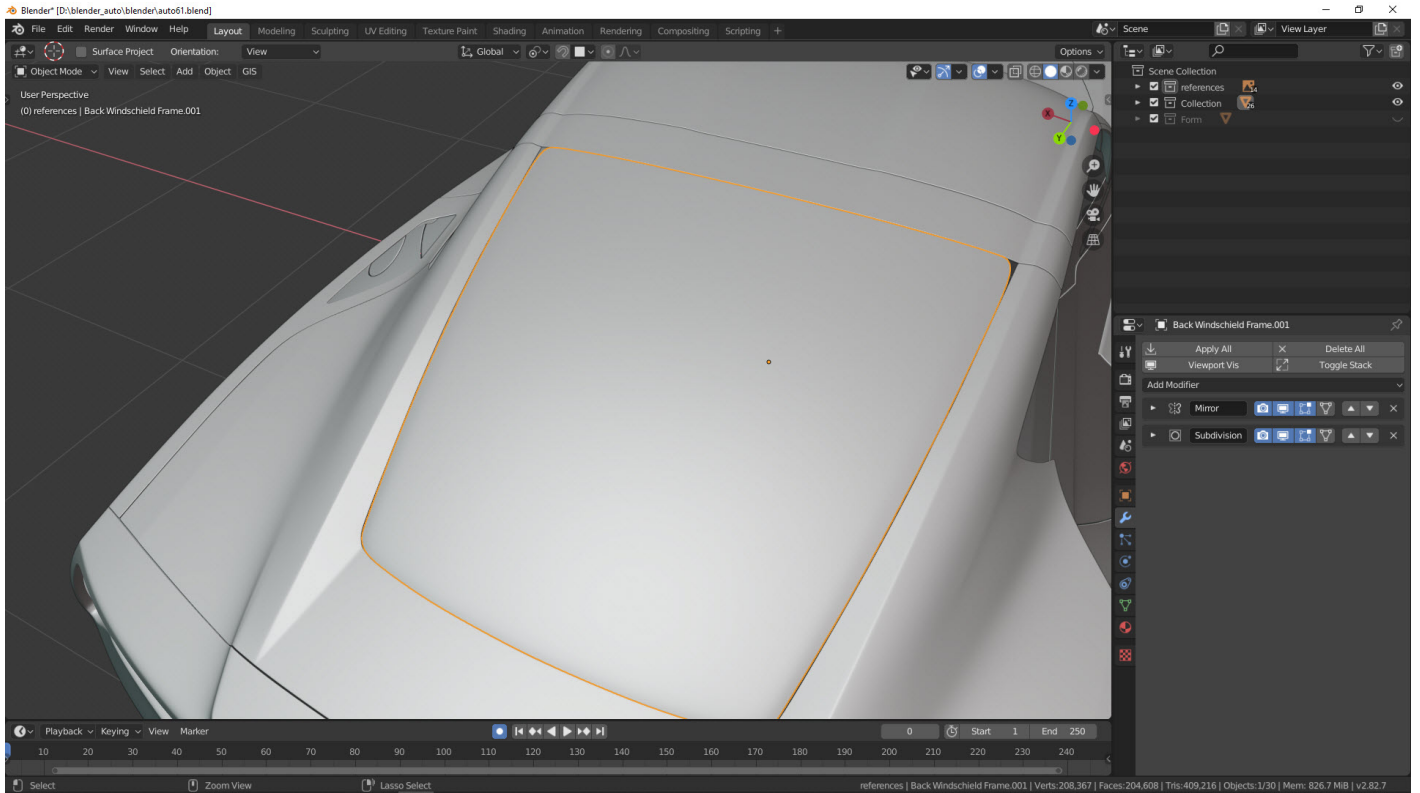 Blender* [D:\blender_auto\blender\auto61.blend]
File Edit Render Window Help Layout Modeling Sculpting UV Editing Texture Paint Shading Animation Rendering Compositing Scripting + Scene View Layer
Surface Project Orientation: View Global Options
Object Mode View Select Add Object GIS
User Perspective
(0) references | Back Windschield Frame.001
X
Y
Z
Scene Collection
references 14
Collection 26
Form
Back Windschield Frame.001
Apply All Delete All
Viewport Vis Toggle Stack
Add Modifier
Mirror
Subdivision
Playback Keying View Marker 0 Start 1 End 250
10 20 30 40 50 60 70 80 90 100 110 120 130 140 150 160 170 180 190 200 210 220 230 240
Select Zoom View Lasso Select references | Back Windschield Frame.001 | Verts:208,367 | Faces:204,608 | Tris:409,216 | Objects:1/30 | Mem: 826.7 MiB | v2.82.7